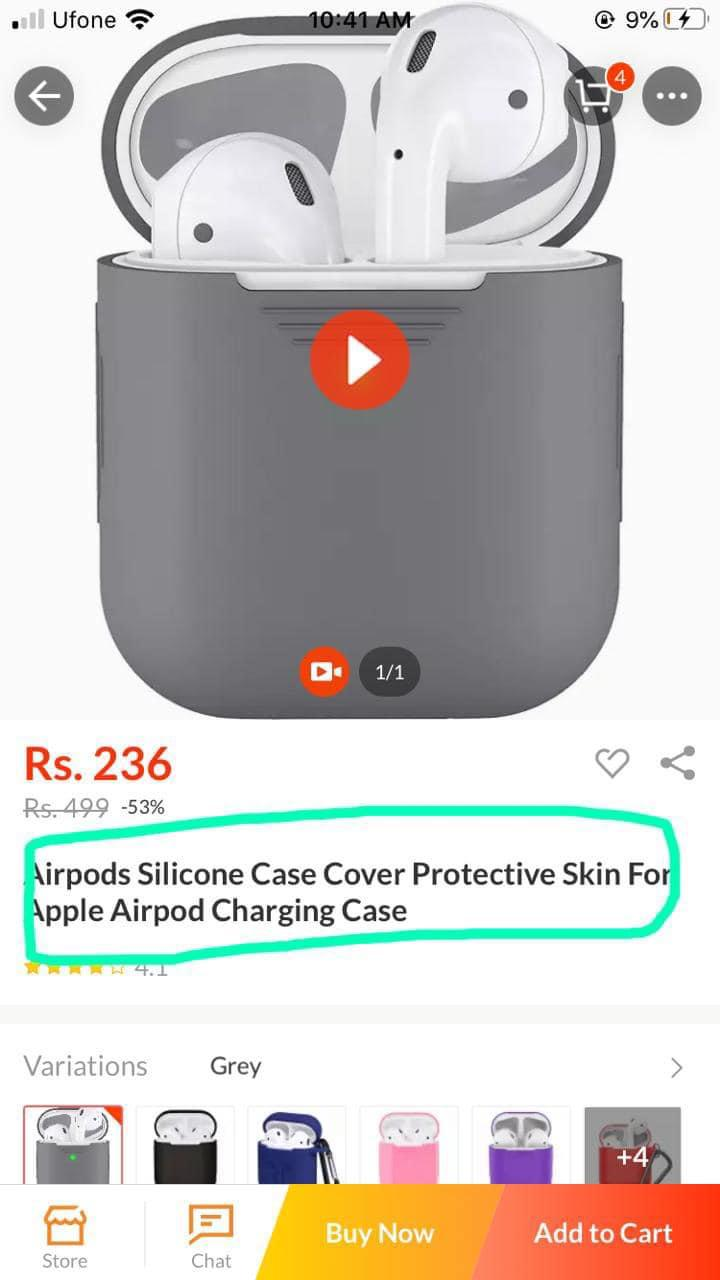 Ufone 10:41 AM 9%
4
1/1
Rs. 236
Rs. 499 -53%
Airpods Silicone Case Cover Protective Skin For
Apple Airpod Charging Case
4.1
Variations Grey
+4
Store Chat Buy Now Add to Cart